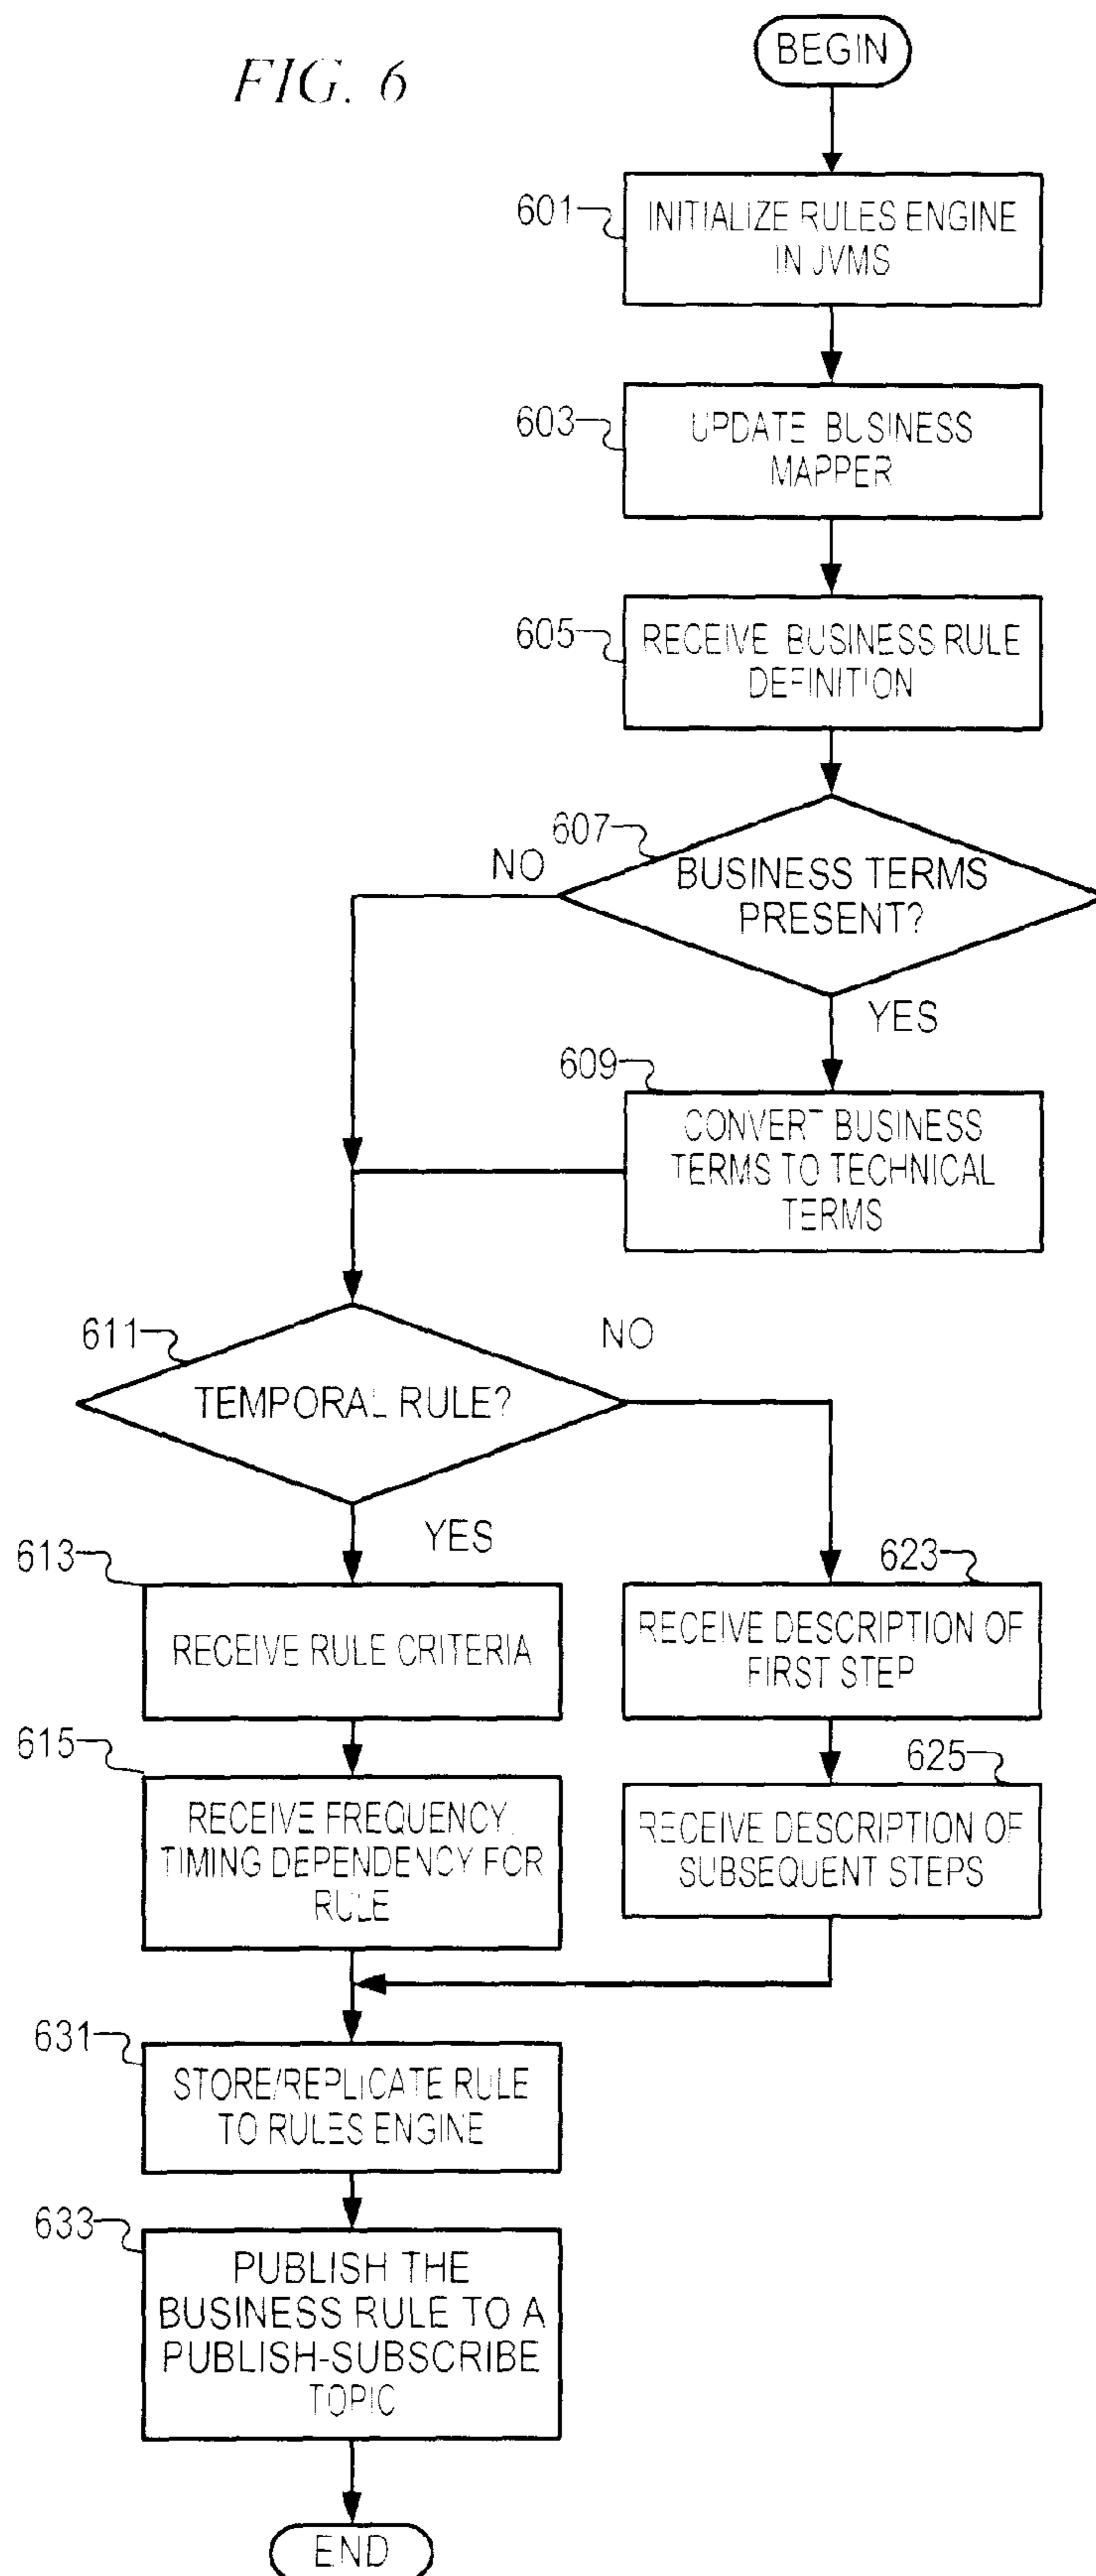 FIG. 6
BEGIN
601
INITIALIZE RULES ENGINE
IN JVMS
603
UPDATE BUSINESS
MAPPER
605
RECEIVE BUSINESS RULE
DEFINITION
607
NO
BUSINESS TERMS
PRESENT?
YES
609
CONVERT BUSINESS
TERMS TO TECHNICAL
TERMS
611
NO
TEMPORAL RULE?
YES
613
RECEIVE RULE CRITERIA
623
RECEIVE DESCRIPTION OF
FIRST STEP
615
RECEIVE FREQUENCY,
TIMING DEPENDENCY FOR
RULE
625
RECEIVE DESCRIPTION OF
SUBSEQUENT STEPS
631
STORE/REPLICATE RULE
TO RULES ENGINE
633
PUBLISH THE
BUSINESS RULE TO A
PUBLISH-SUBSCRIBE
TOPIC
END